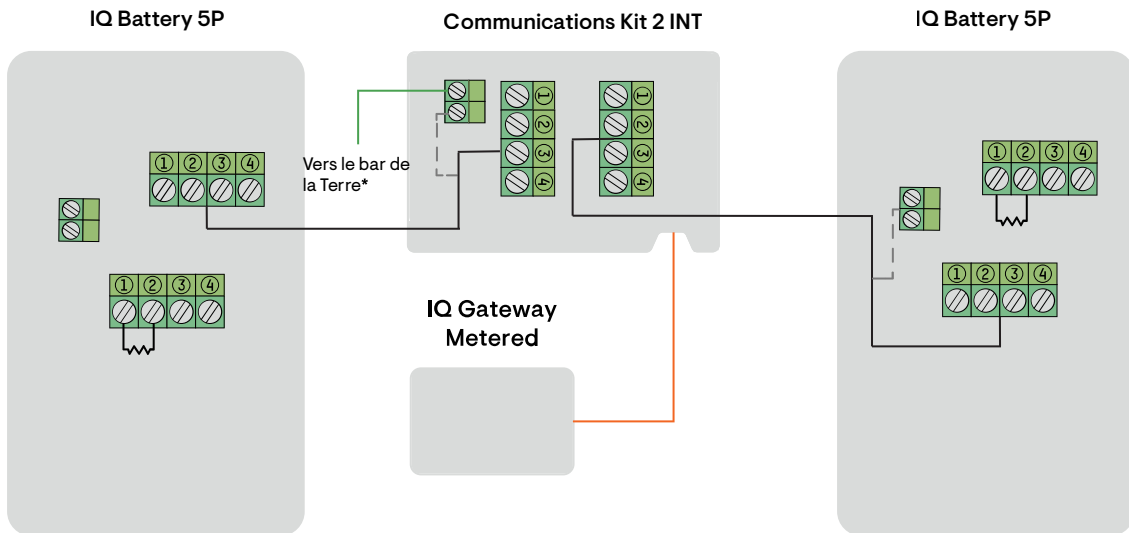 IQ Battery 5P
Communications Kit 2 INT
IQ Battery 5P
① ② ③ ④
① ② ③ ④
Vers le bar de
la Terre*
①
②
③
④
①
②
③
④
① ② ③ ④
① ② ③ ④
IQ Gateway
Metered